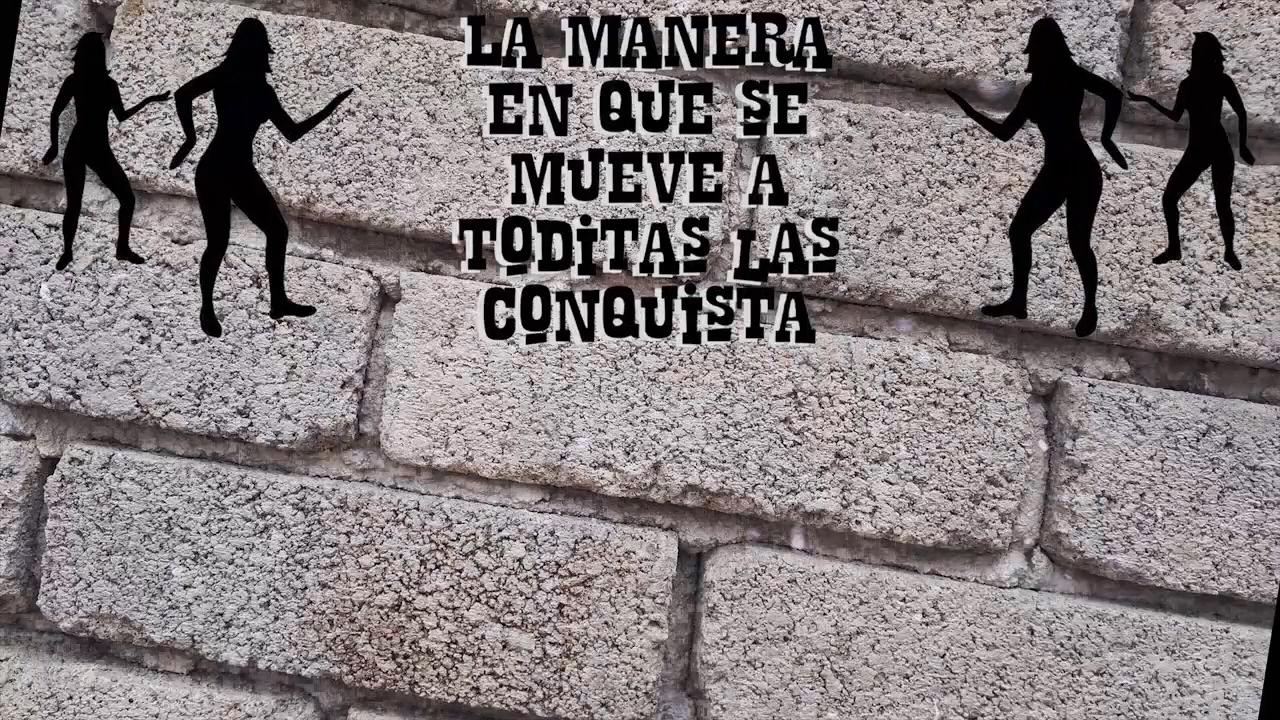 LA MANERA
EN QUE SE
MUEVE A
TODiTAS LAS
CONQUiSTA